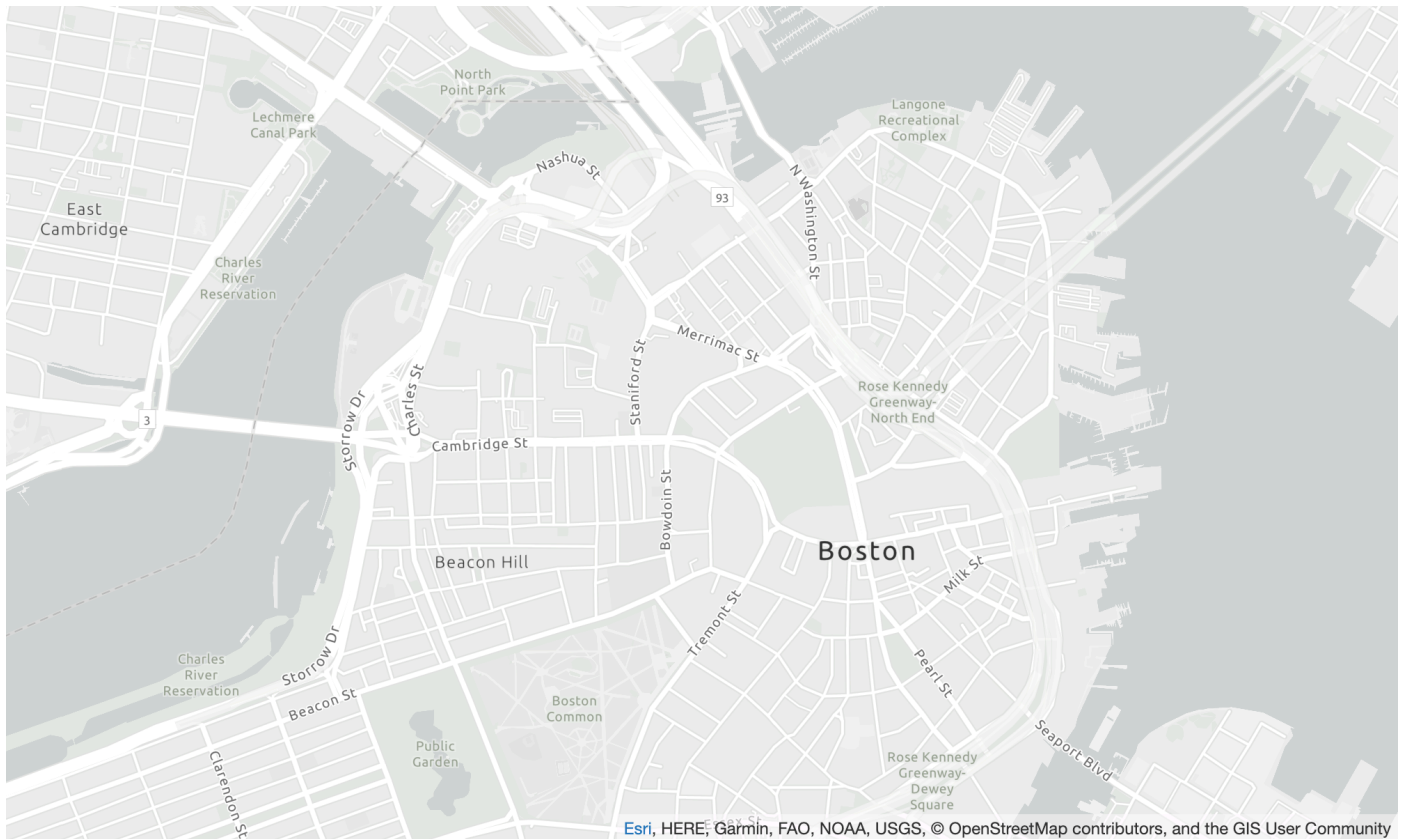 North
Point Park
Lechmere
Canal Park
Langone
Recreational
Complex
Nashua St
93
N Washington St
East
Cambridge
Charles
River
Reservation
Merrimac St
Staniford St
Charles St
Storrow Dr
Rose Kennedy
Greenway-
North End
3
Cambridge St
Bowdoin St
Boston
Beacon Hill
Milk St
Tremont St
Storrow Dr
Charles
River
Reservation
Pearl St
Beacon St
Boston
Common
Public
Garden
Seaport Blvd
Clarendon St
Rose Kennedy
Greenway-
Dewey
Square
Essex St
Esri, HERE, Garmin, FAO, NOAA, USGS, © OpenStreetMap contributors, and the GIS User Community